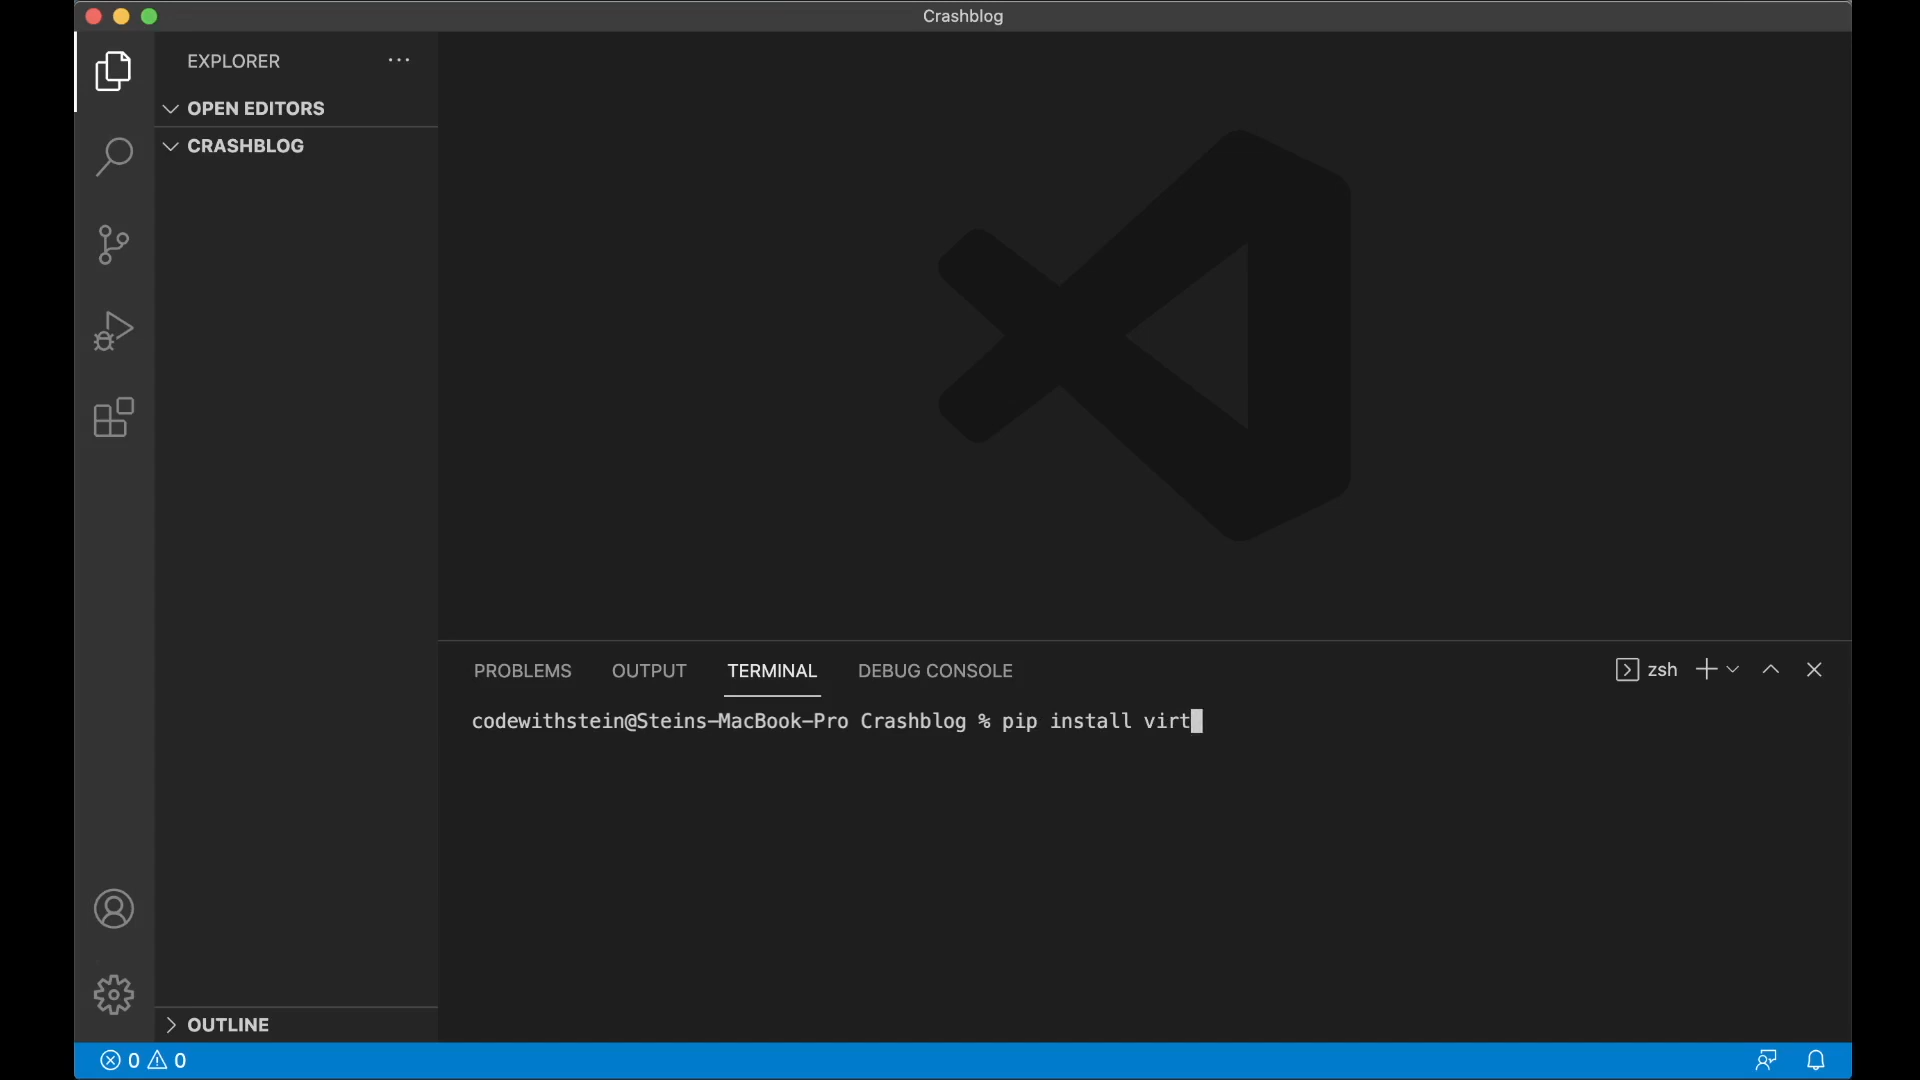 Crashblog
EXPLORER
OPEN EDITORS
CRASHBLOG
PROBLEMS OUTPUT TERMINAL DEBUG CONSOLE zsh
codewithstein@Steins-MacBook-Pro Crashblog % pip install virt
OUTLINE
0 0